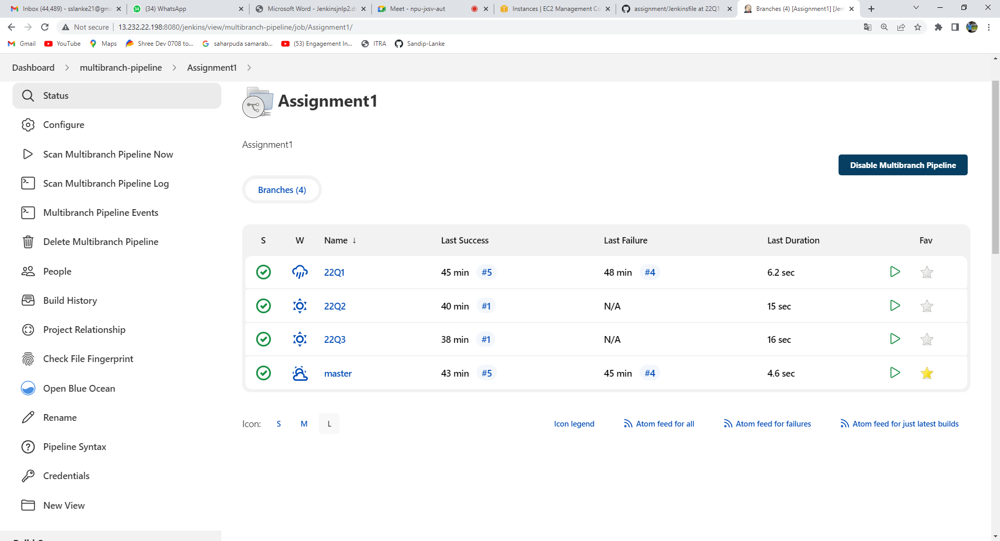 Inbox (44,489) - sslanke21@gma
(34) WhatsApp
Microsoft Word - Jenkinsjnlp2.d
Meet - npu-jxsv-aut
Instances | EC2 Management Co
assignment/Jenkinsfile at 22Q1
Branches (4) [Assignment1] [Jen
Not secure
13.232.22.198:8080/jenkins/view/multibranch-pipeline/job/Assignment1/
Gmail
YouTube
Maps
Shree Dev 0708 to...
saharpuda samarab...
(53) Engagement In...
ITRA
Sandip-Lanke
Dashboard
multibranch-pipeline
Assignment1
Status
Configure
Scan Multibranch Pipeline Now
Scan Multibranch Pipeline Log
Multibranch Pipeline Events
Delete Multibranch Pipeline
People
Build History
Project Relationship
Check File Fingerprint
Open Blue Ocean
Rename
Pipeline Syntax
Credentials
New View
Assignment1
Assignment1
Disable Multibranch Pipeline
Branches (4)
S W Name ↓ Last Success Last Failure Last Duration Fav
22Q1 45 min #5 48 min #4 6.2 sec
22Q2 40 min #1 N/A 15 sec
22Q3 38 min #1 N/A 16 sec
master 43 min #5 45 min #4 4.6 sec
Icon: S M L
Icon legend
Atom feed for all
Atom feed for failures
Atom feed for just latest builds